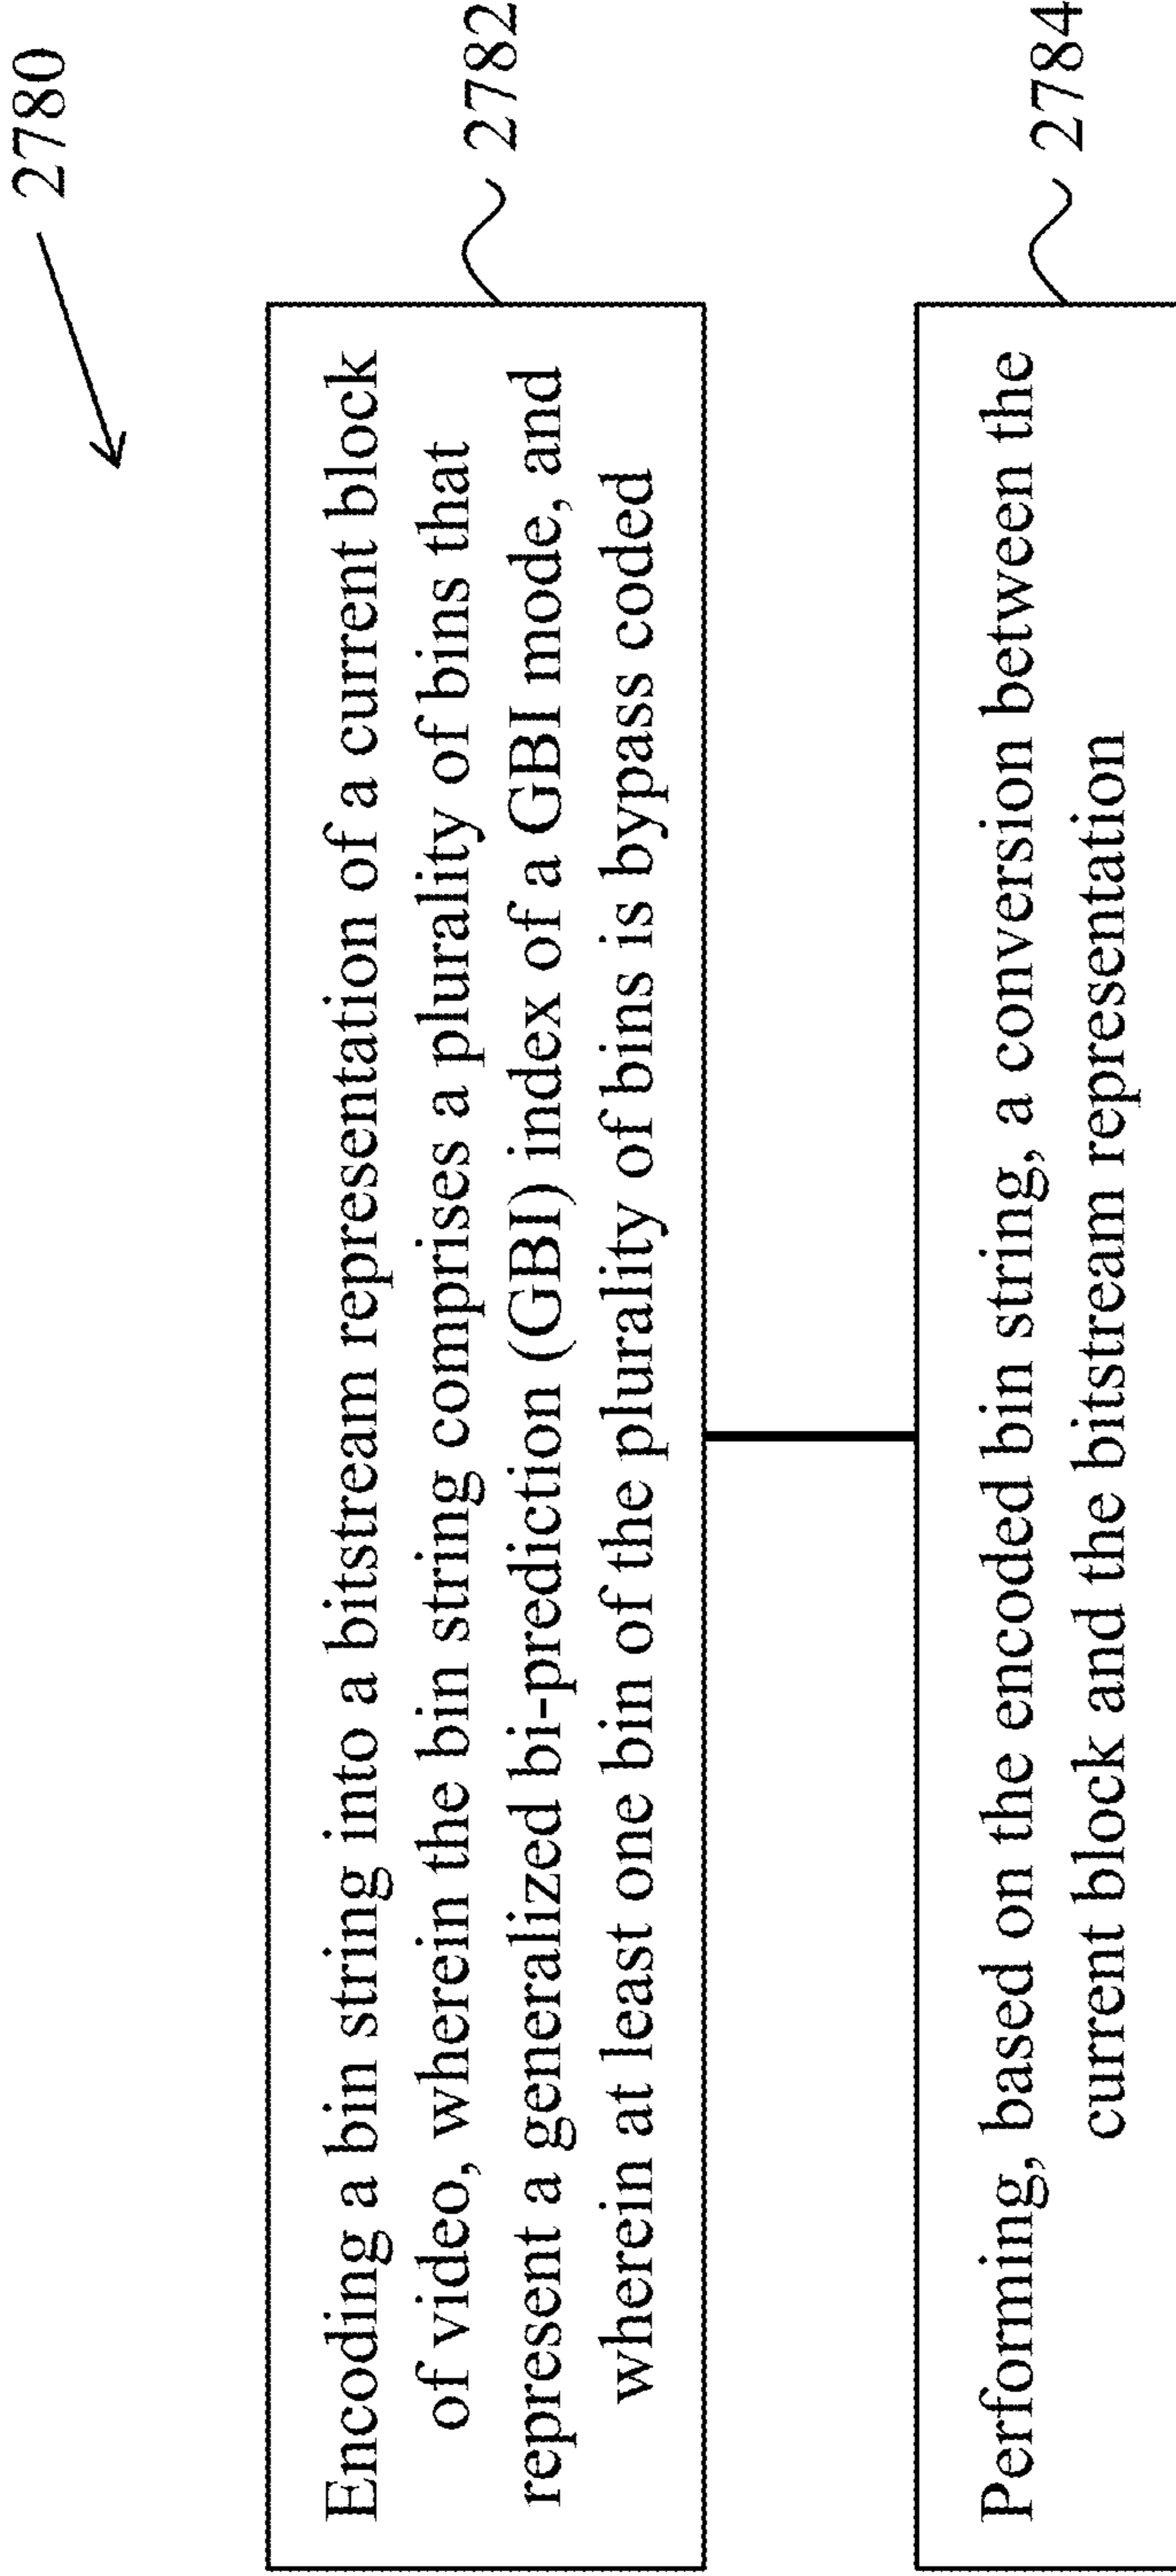 2780
Encoding a bin string into a bitstream representation of a current block
of video, wherein the bin string comprises a plurality of bins that
represent a generalized bi-prediction (GBI) index of a GBI mode, and
wherein at least one bin of the plurality of bins is bypass coded
2782
Performing, based on the encoded bin string, a conversion between the
current block and the bitstream representation
2784